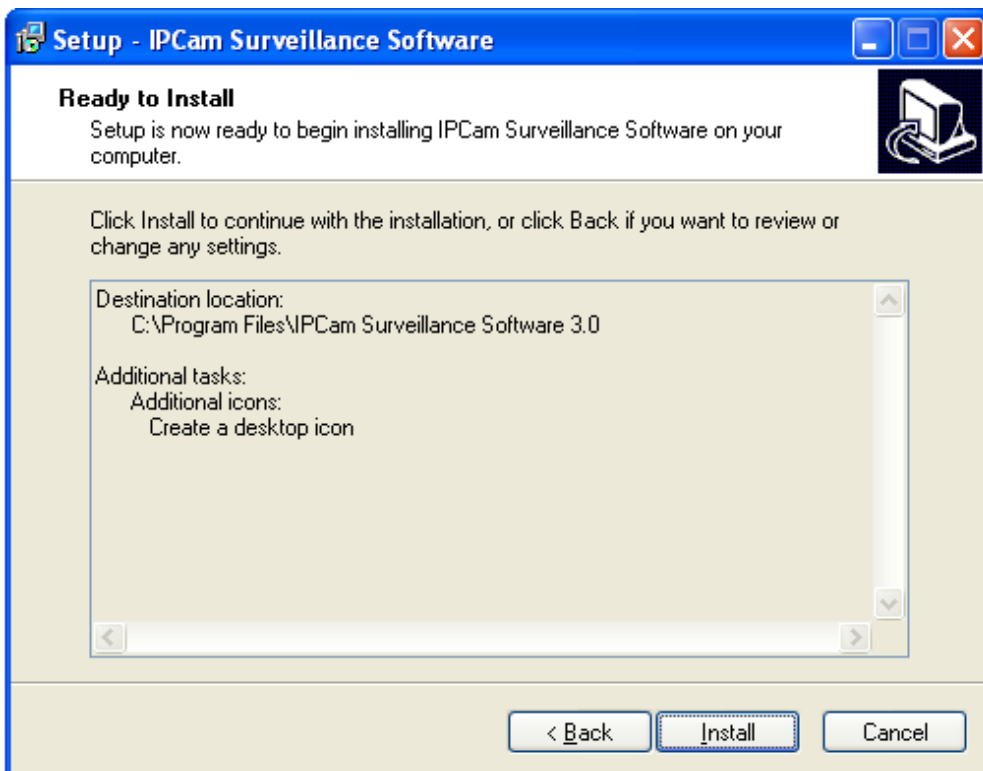 Setup - IPCam Surveillance Software
Ready to Install
Setup is now ready to begin installing IPCam Surveillance Software on your
computer.
Click Install to continue with the installation, or click Back if you want to review or
change any settings.
Destination location:
C:\Program Files\IPCam Surveillance Software 3.0
Additional tasks:
Additional icons:
Create a desktop icon
< Back
Install
Cancel